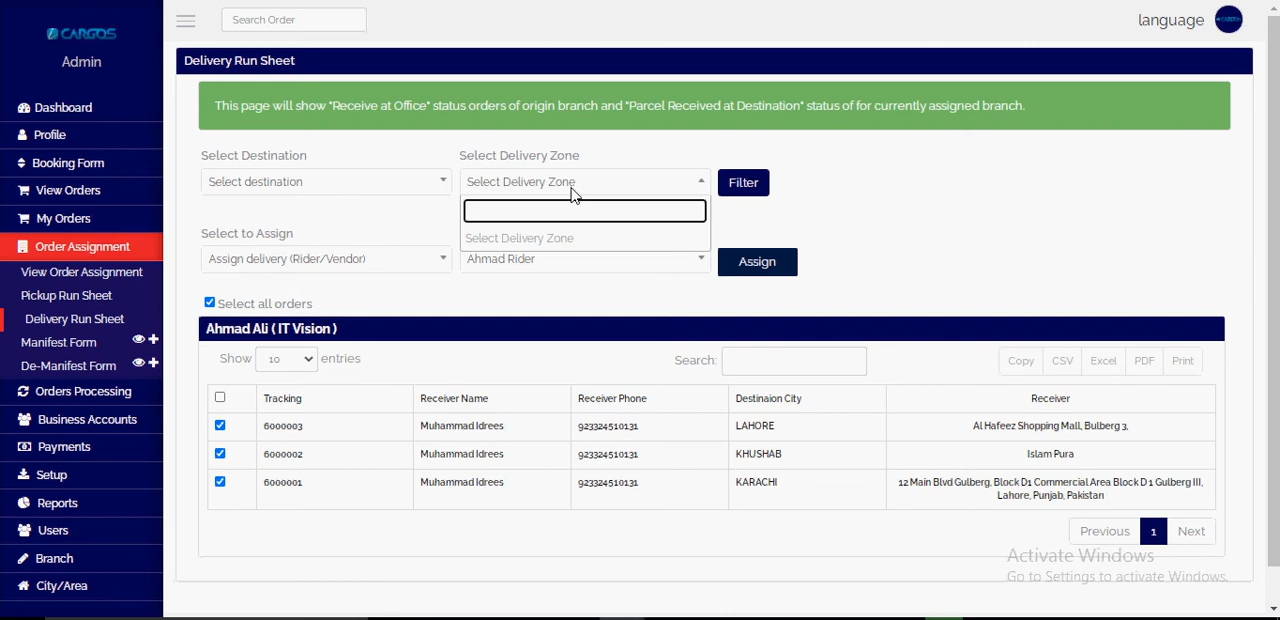 CARGOS
Admin
Dashboard
Profile
Booking Form
View Orders
My Orders
Order Assignment
View Order Assignment
Pickup Run Sheet
Delivery Run Sheet
Manifest Form
De-Manifest Form
Orders Processing
Business Accounts
Payments
Setup
Reports
Users
Branch
City/Area
Search Order
language
Delivery Run Sheet
This page will show "Receive at Office" status orders of origin branch and "Parcel Received at Destination" status of for currently assigned branch.
Select Destination Select Delivery Zone
Select destination Select Delivery Zone Filter
Select Delivery Zone
Select to Assign
Assign delivery (Rider/Vendor) Ahmad Rider Assign
Select all orders
Ahmad Ali ( IT Vision )
Show 10 entries Search: Copy CSV Excel PDF Print
Tracking Receiver Name Receiver Phone Destinaion City Receiver
6000003 Muhammad Idrees 923324510131 LAHORE Al Hafeez Shopping Mall, Bulberg 3,
6000002 Muhammad Idrees 923324510131 KHUSHAB Islam Pura
6000001 Muhammad Idrees 923324510131 KARACHI 12 Main Blvd Gulberg, Block D1 Commercial Area Block D 1 Gulberg III,
Lahore, Punjab, Pakistan
Previous 1 Next
Activate Windows
Go to Settings to activate Windows.